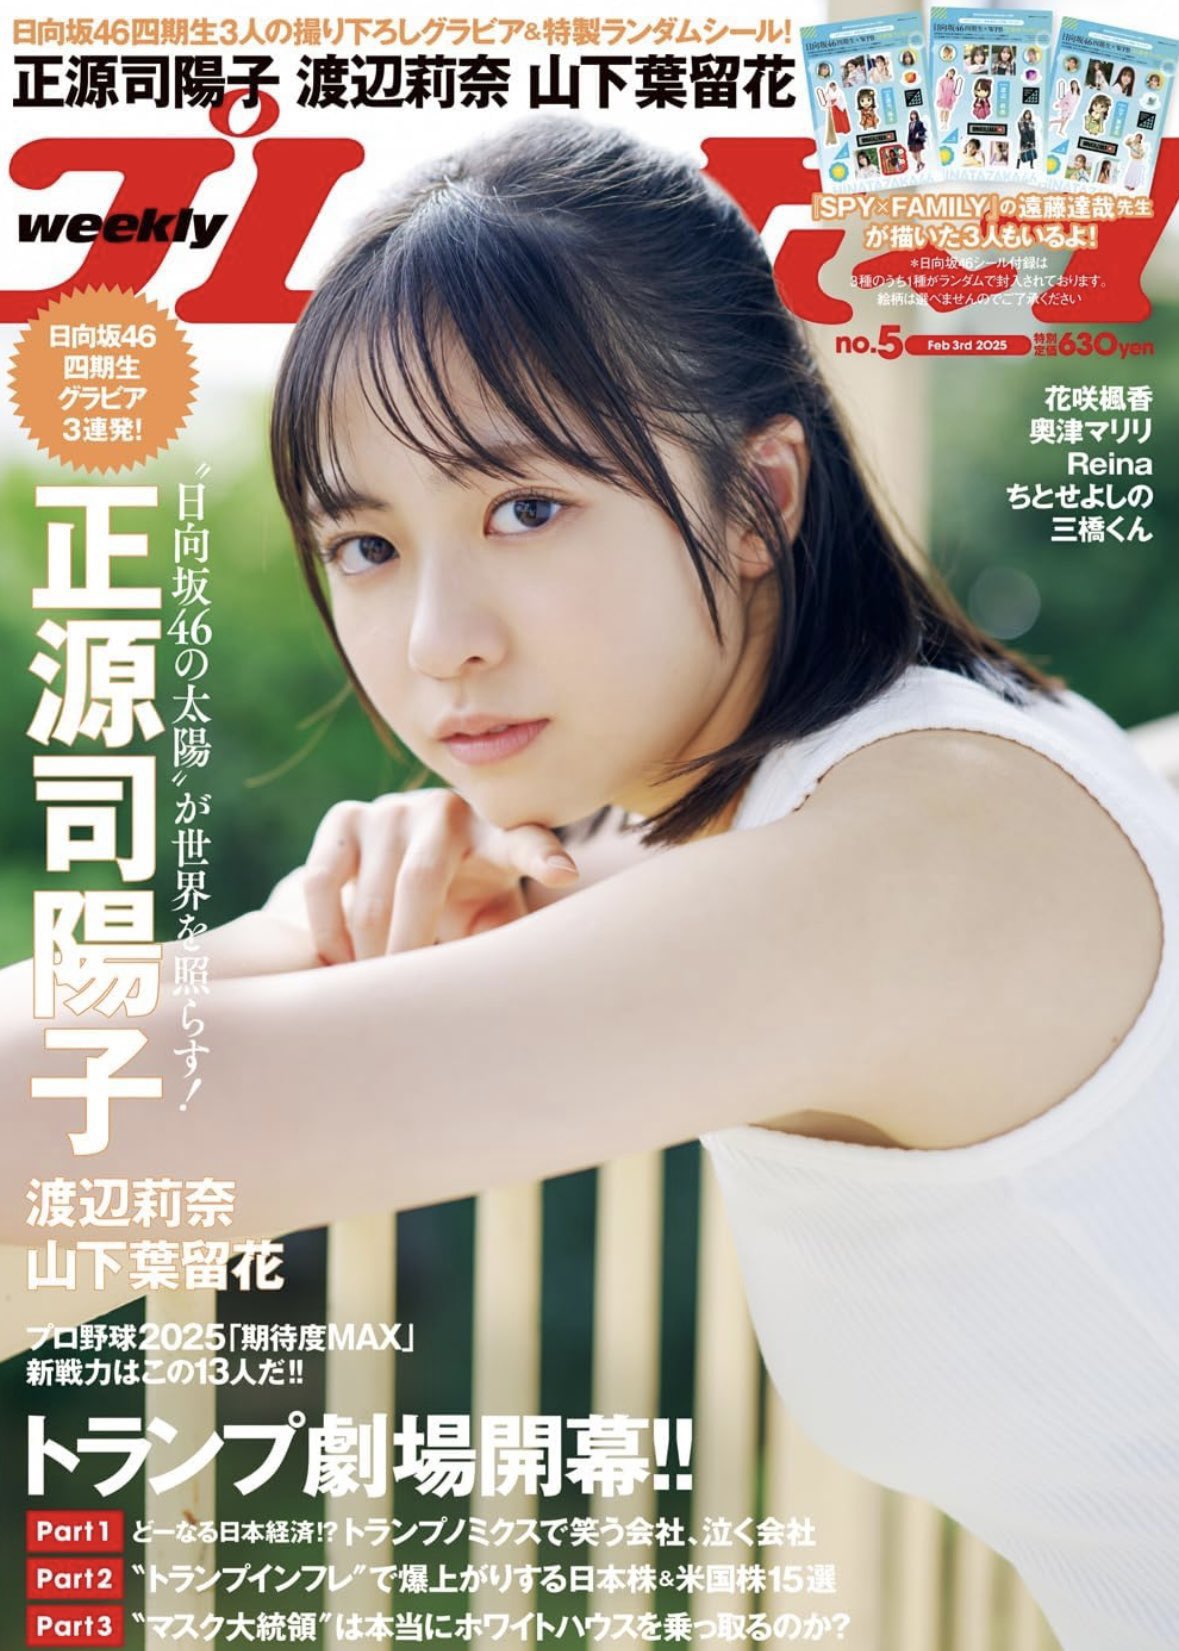 日向坂46四期生3人の撮り下ろしグラビア&特製ランダムシール!
正源司陽子 渡辺莉奈 山下葉留花
weekly
プレ
『SPY×FAMILY』の遠藤達哉先生
が描いた3人もいるよ!
*日向坂46シール付録は
3種のうち1種がランダムで封入されております。
絵柄は選べませんのでご了承ください
no.5 Feb 3rd 2025 特別定価630yen
日向坂46
四期生
グラビア
3連発!
花咲楓香
奥津マリリ
Reina
ちとせよしの
三橋くん
〝日向坂46の太陽〟が世界を照らす!
正源司陽子
渡辺莉奈
山下葉留花
プロ野球2025「期待度MAX」
新戦力はこの13人だ!!
トランプ劇場開幕!!
Part1 どーなる日本経済!?トランプノミクスで笑う会社、泣く会社
Part2 〝トランプインフレ〟で爆上がりする日本株&米国株15選
Part3 〝マスク大統領〟は本当にホワイトハウスを乗っ取るのか?